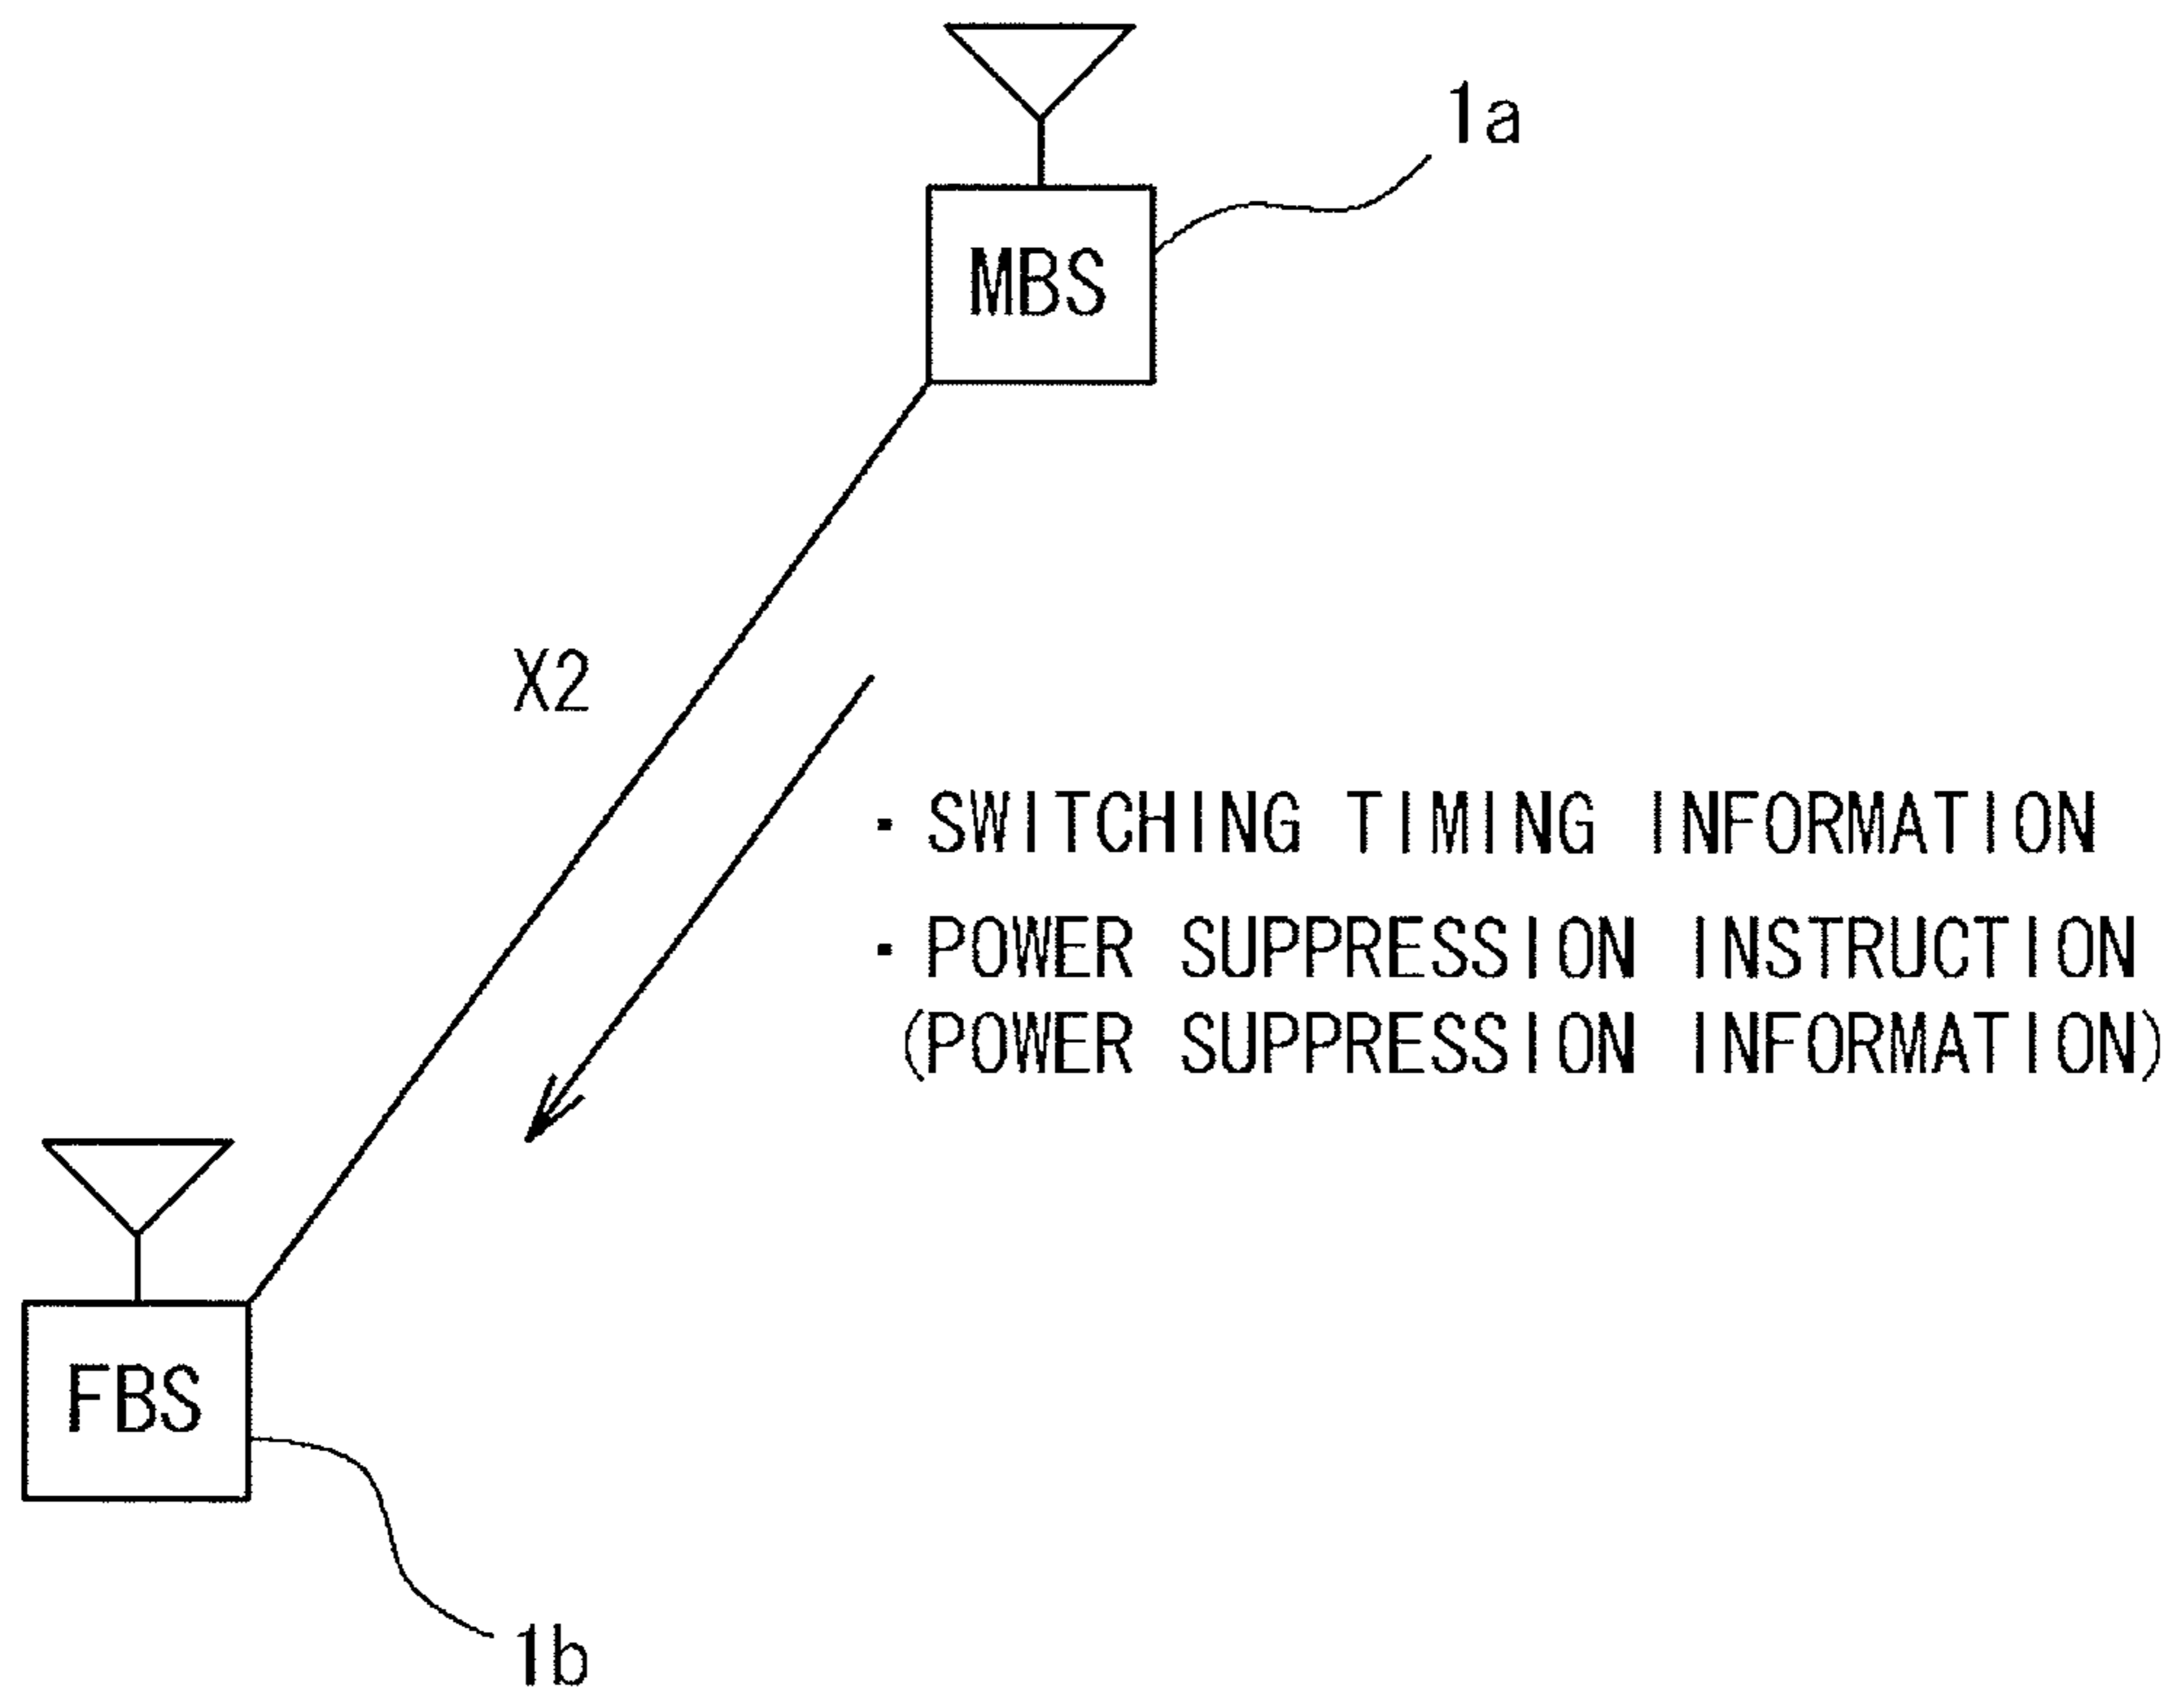 1a
MBS
X2
・SWITCHING TIMING INFORMATION
・POWER SUPPRESSION INSTRUCTION
(POWER SUPPRESSION INFORMATION)
FBS
1b